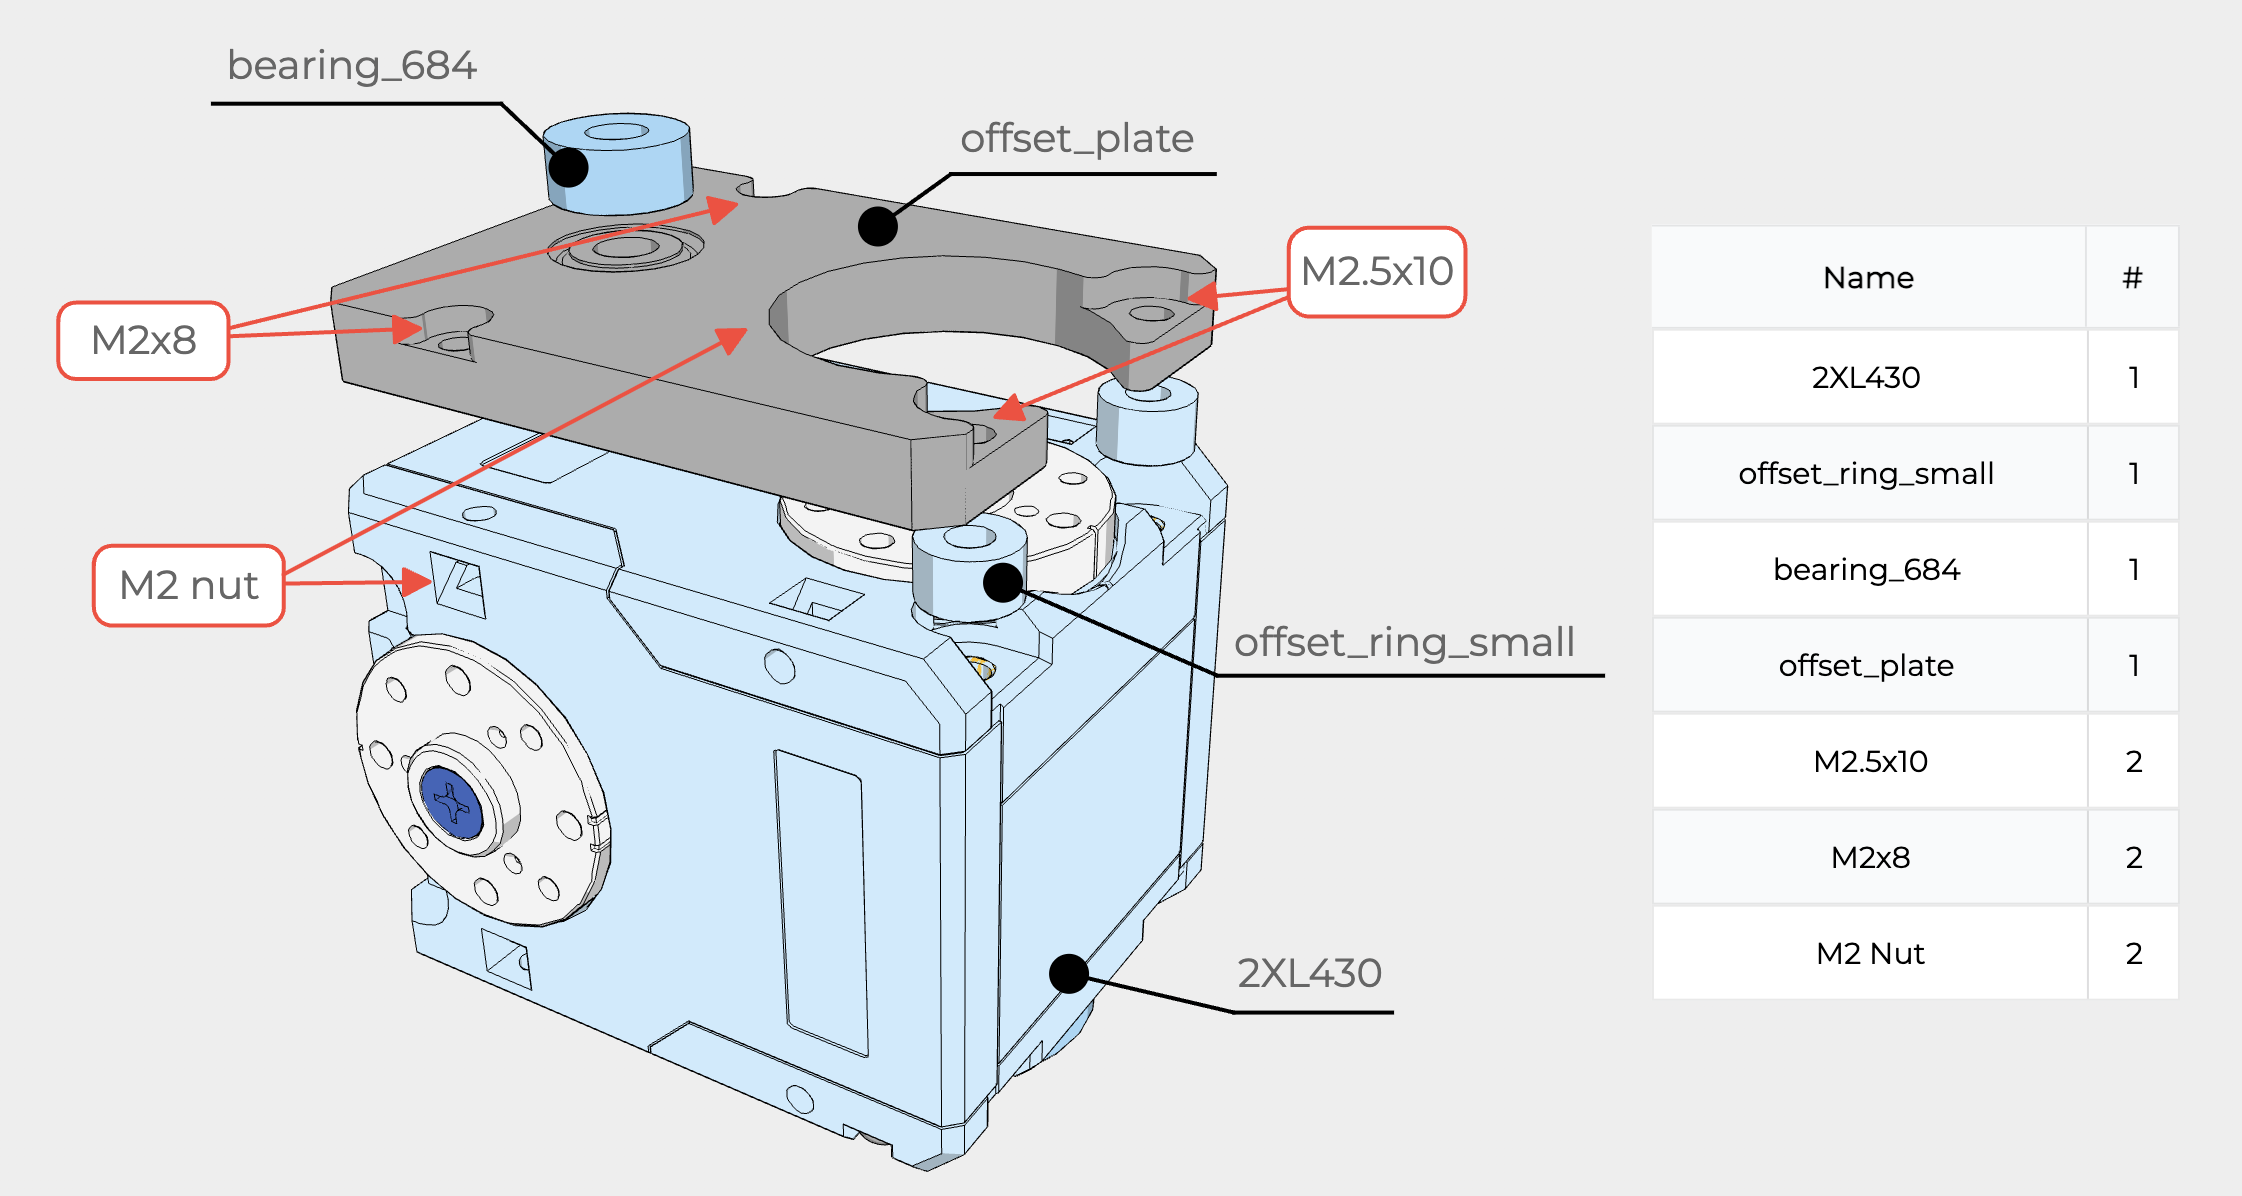 bearing_684
offset_plate
M2.5x10
M2x8
M2 nut
offset_ring_small
2XL430
Name #
2XL430 1
offset_ring_small 1
bearing_684 1
offset_plate 1
M2.5x10 2
M2x8 2
M2 Nut 2